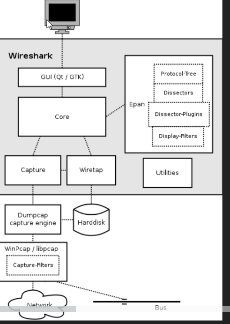 Wireshark
GUI (Qt / GTK)
Core
Epan
Protocol-Tree
Dissectors
Dissector-Plugins
Display-Filters
Capture
Wiretap
Utilities
Dumpcap
capture engine
Harddisk
WinPcap / libpcap
Capture-Filters
Network
Bus